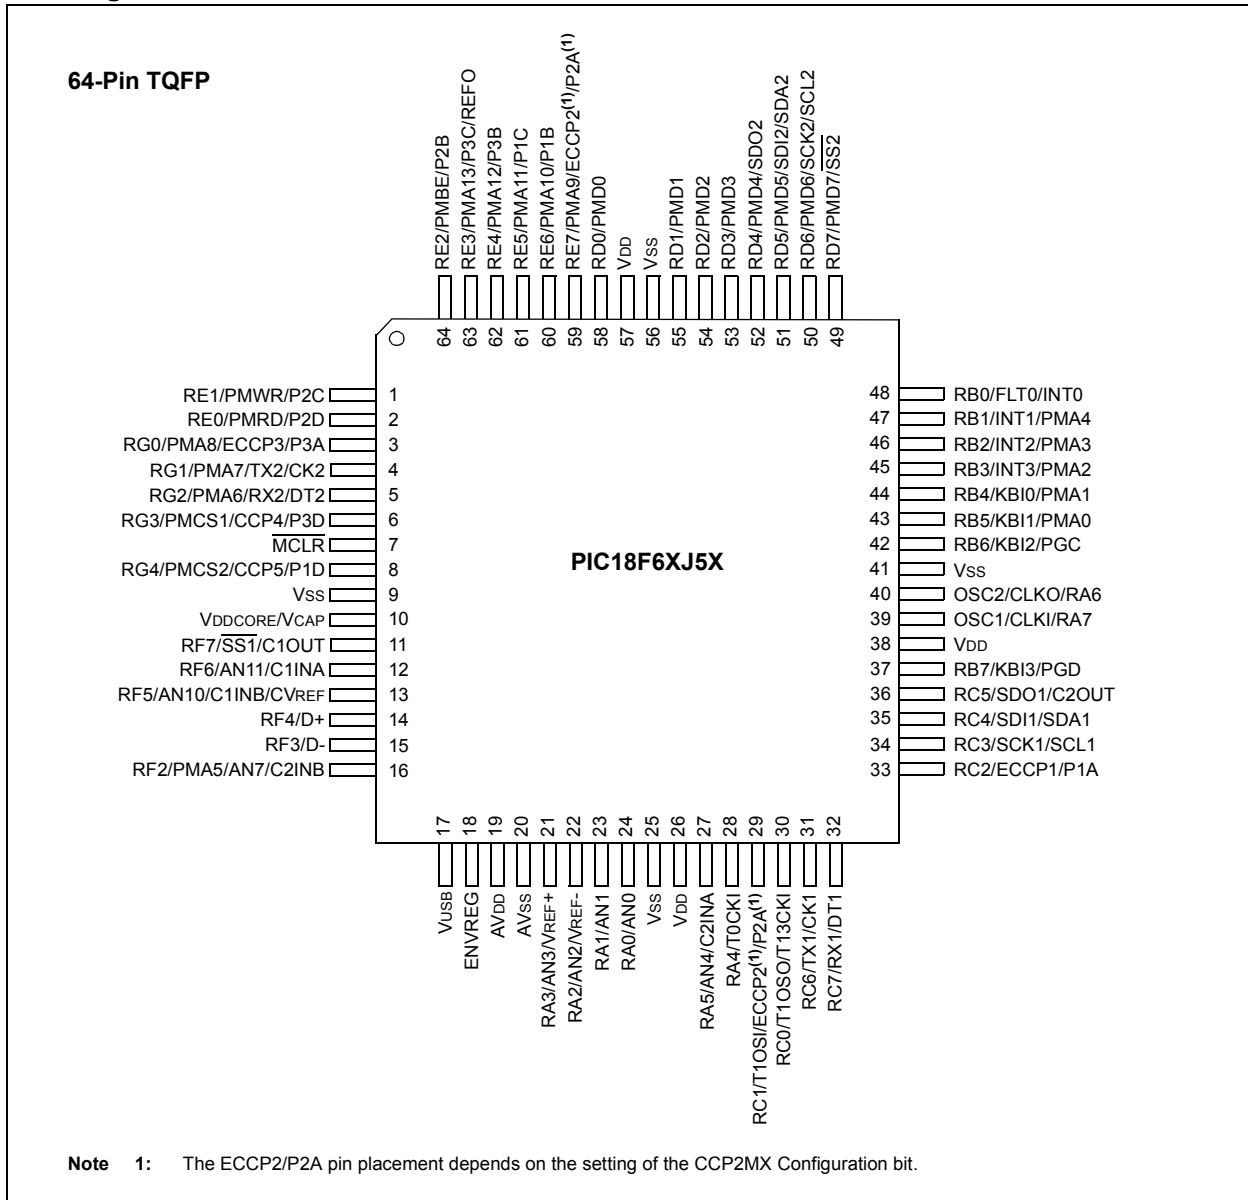 64-Pin TQFP
RE2/PMBE/P2B
RE3/PMA13/P3C/REFO
RE4/PMA12/P3B
RE5/PMA11/P1C
RE6/PMA10/P1B
RE7/PMA9/ECCP2(1)/P2A(1)
RD0/PMD0
VDD
VSS
RD1/PMD1
RD2/PMD2
RD3/PMD3
RD4/PMD4/SDO2
RD5/PMD5/SDI2/SDA2
RD6/PMD6/SCK2/SCL2
RD7/PMD7/SS2
64 63 62 61 60 59 58 57 56 55 54 53 52 51 50 49
RE1/PMWR/P2C 1
RE0/PMRD/P2D 2
RG0/PMA8/ECCP3/P3A 3
RG1/PMA7/TX2/CK2 4
RG2/PMA6/RX2/DT2 5
RG3/PMCS1/CCP4/P3D 6
MCLR 7
RG4/PMCS2/CCP5/P1D 8
VSS 9
VDDCORE/VCAP 10
RF7/SS1/C1OUT 11
RF6/AN11/C1INA 12
RF5/AN10/C1INB/CVREF 13
RF4/D+ 14
RF3/D- 15
RF2/PMA5/AN7/C2INB 16
PIC18F6XJ5X
48 RB0/FLT0/INT0
47 RB1/INT1/PMA4
46 RB2/INT2/PMA3
45 RB3/INT3/PMA2
44 RB4/KBI0/PMA1
43 RB5/KBI1/PMA0
42 RB6/KBI2/PGC
41 VSS
40 OSC2/CLKO/RA6
39 OSC1/CLKI/RA7
38 VDD
37 RB7/KBI3/PGD
36 RC5/SDO1/C2OUT
35 RC4/SDI1/SDA1
34 RC3/SCK1/SCL1
33 RC2/ECCP1/P1A
17 18 19 20 21 22 23 24 25 26 27 28 29 30 31 32
VUSB
ENVREG
AVDD
AVSS
RA3/AN3/VREF+
RA2/AN2/VREF-
RA1/AN1
RA0/AN0
VSS
VDD
RA5/AN4/C2INA
RA4/T0CKI
RC1/T1OSI/ECCP2(1)/P2A(1)
RC0/T1OSO/T13CKI
RC6/TX1/CK1
RC7/RX1/DT1
Note 1: The ECCP2/P2A pin placement depends on the setting of the CCP2MX Configuration bit.